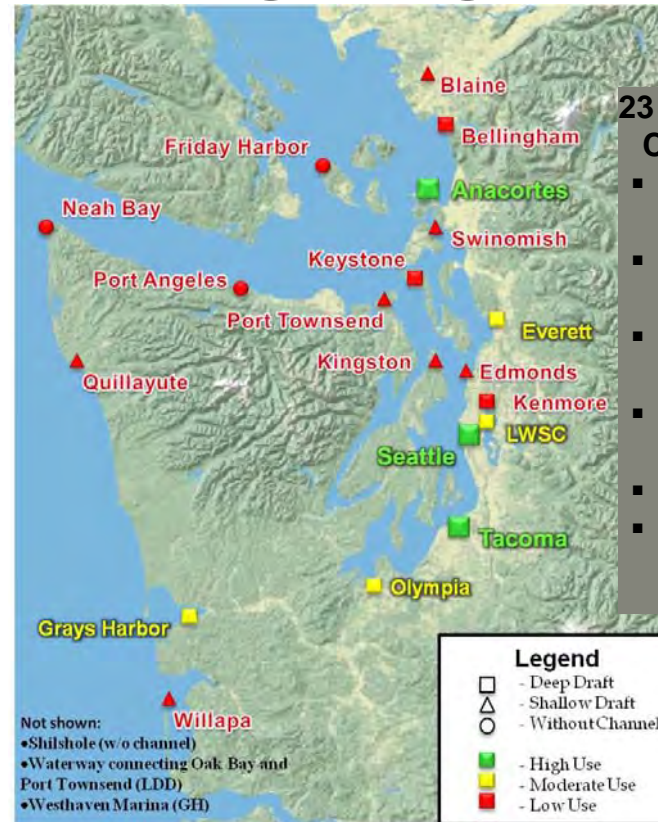 Blaine
23
Bellingham
C
Friday Harbor
Anacortes
Neah Bay
Swinomish
Keystone
Port Angeles
Port Townsend
Everett
Kingston
Edmonds
Quillayute
Kenmore
LWSC
Seattle
Tacoma
Olympia
Grays Harbor
Willapa
Not shown:
•Shilshole (w/o channel)
•Waterway connecting Oak Bay and
Port Townsend (LDD)
•Westhaven Marina (GH)
Legend
- Deep Draft
- Shallow Draft
- Without Channel
- High Use
- Moderate Use
- Low Use